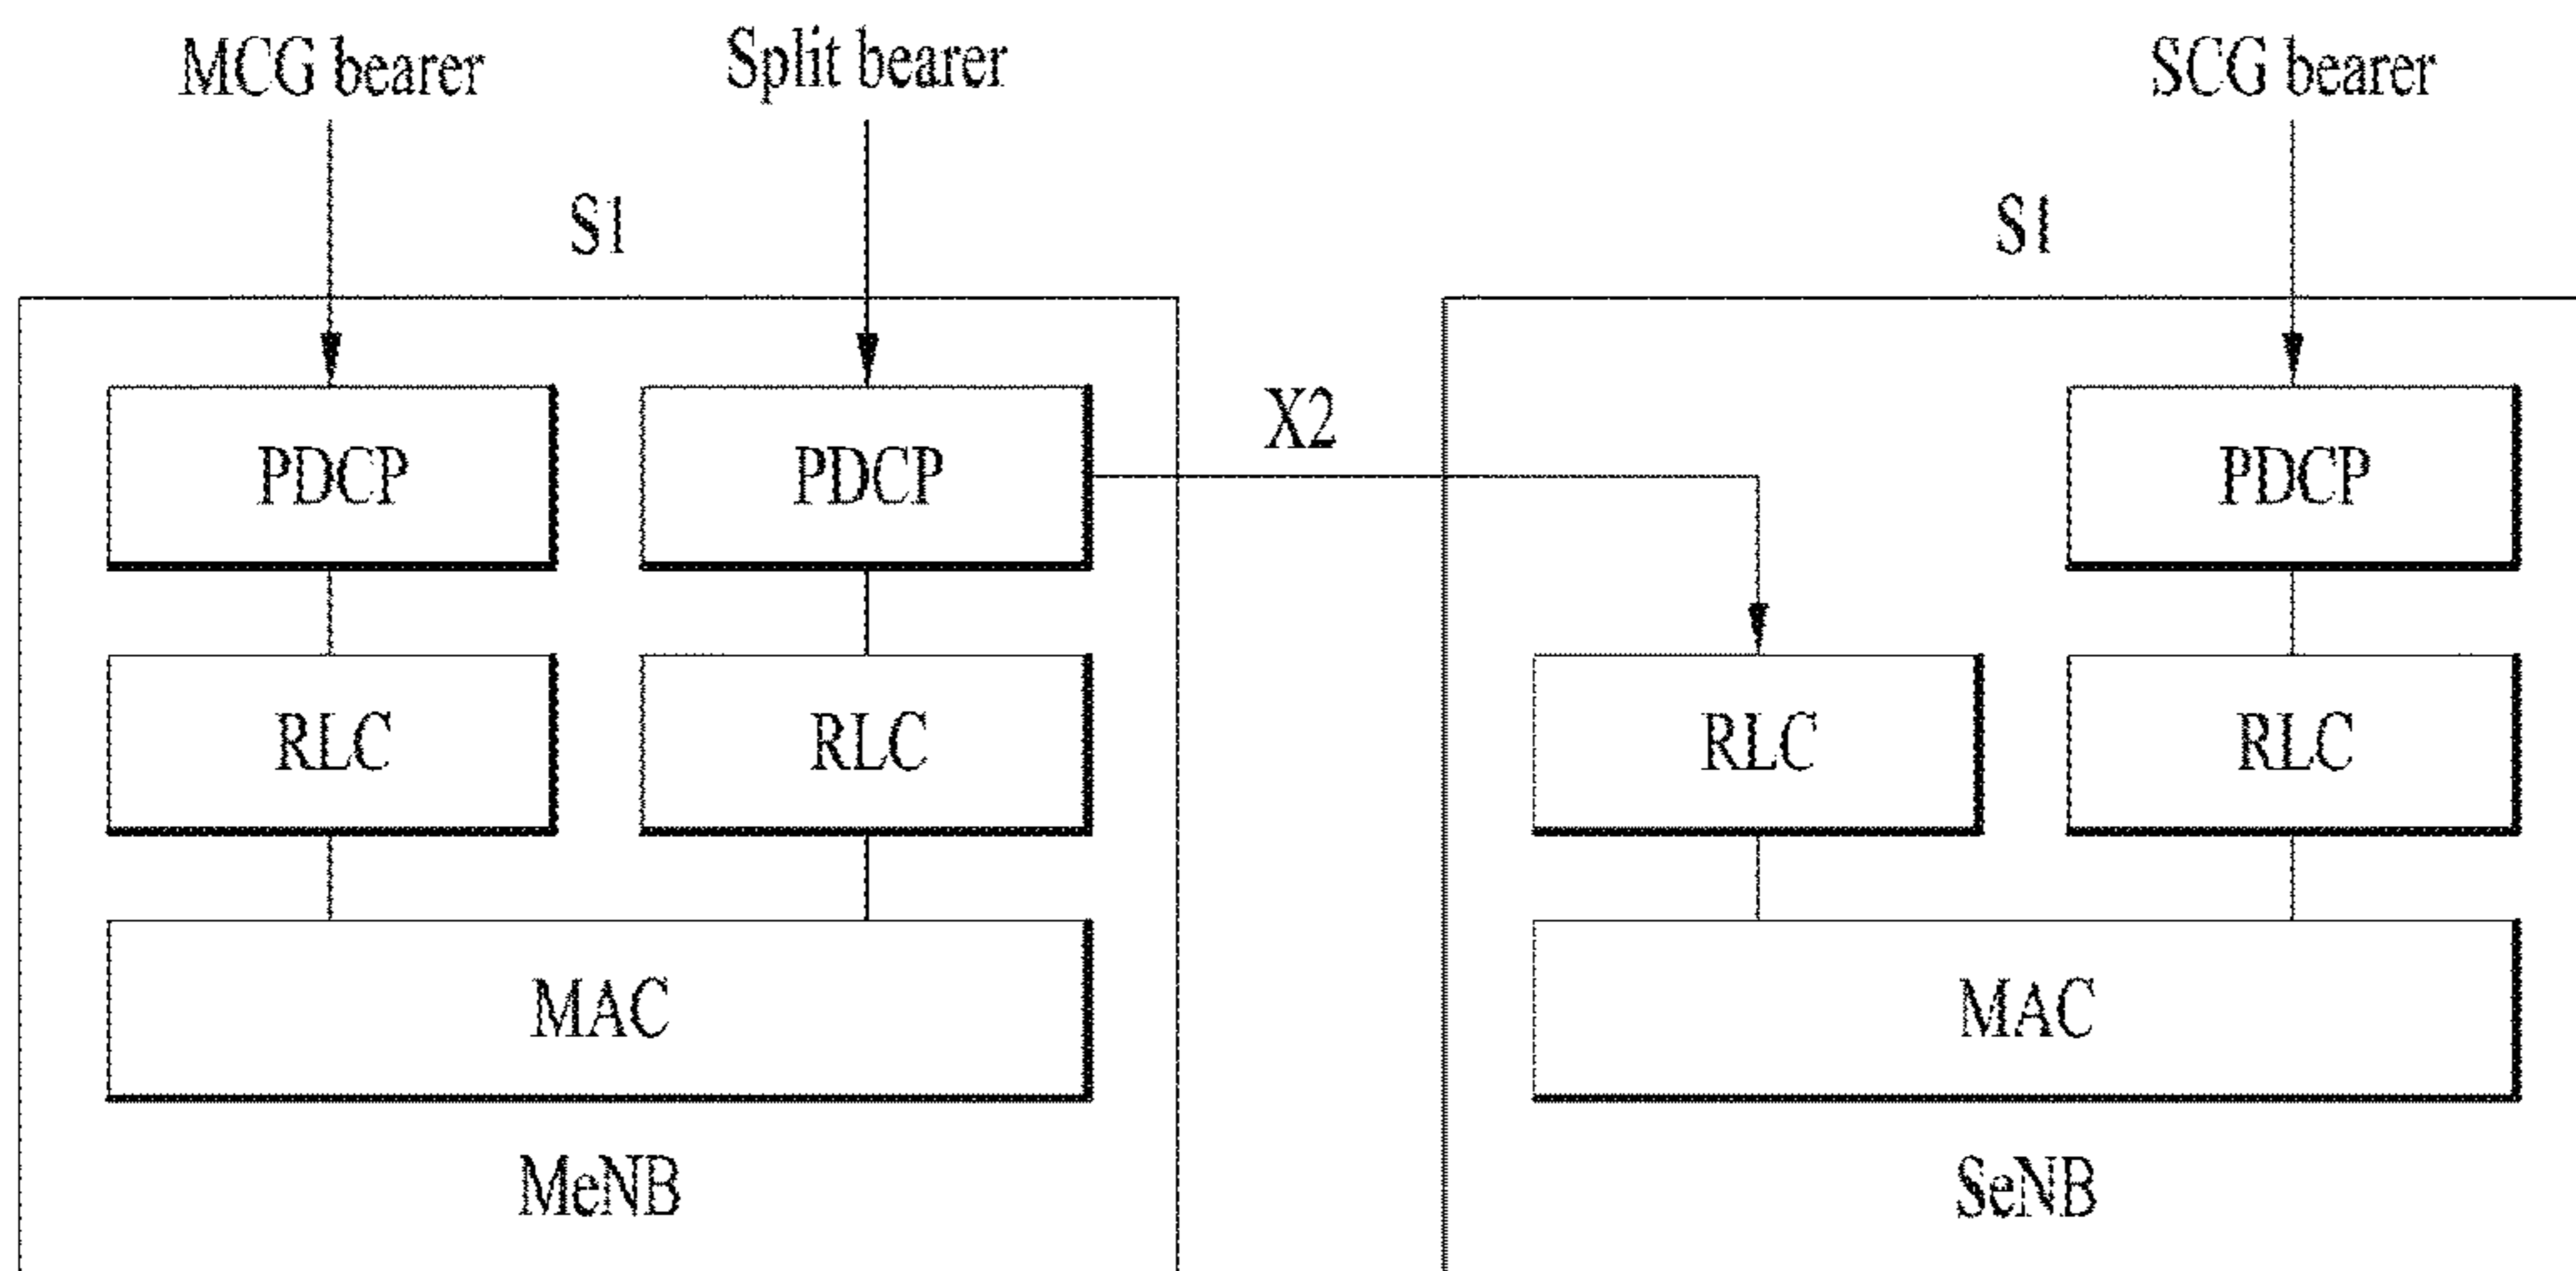 MCG bearer
Split bearer
SCG bearer
S1
S1
X2
PDCP
PDCP
PDCP
RLC
RLC
RLC
RLC
MAC
MAC
MeNB
SeNB